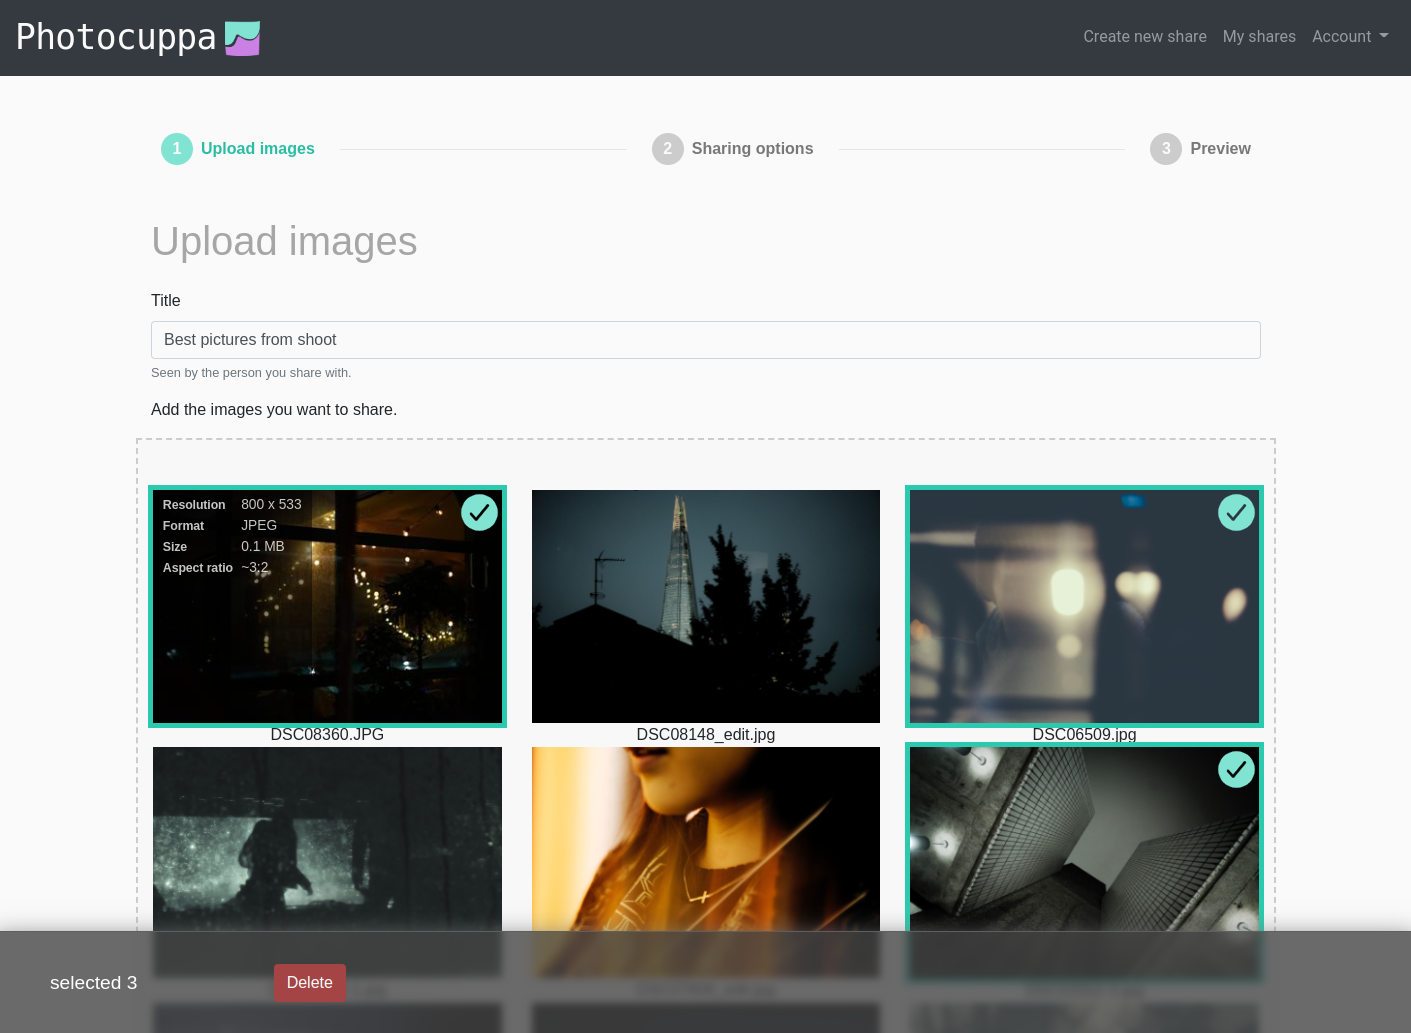 Photocuppa
Create new share My shares Account
1 Upload images 2 Sharing options 3 Preview
Upload images
Title
Best pictures from shoot
Seen by the person you share with.
Add the images you want to share.
Resolution 800 x 533
Format JPEG
Size 0.1 MB
Aspect ratio ~3:2
DSC08360.JPG DSC08148_edit.jpg DSC06509.jpg
selected 3 Delete